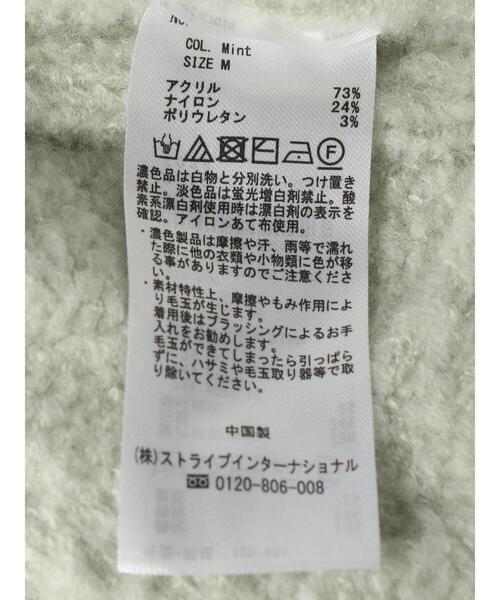 NO.
COL. Mint
SIZE M
アクリル 73%
ナイロン 24%
ポリウレタン 3%
F
濃色品は白物と分別洗い。つけ置き
禁止。淡色品は蛍光増白剤禁止。酸
素系漂白剤使用時は漂白剤の表示を
確認。アイロンあて布使用。
・濃色製品は摩擦や汗、雨等で濡れ
た際に他の衣類や小物類に色が移
る事がありますのでご注意くださ
い。
・素材特性上、摩擦やもみ作用によ
り毛玉が生じます。
着用後はブラッシングによるお手
入れをお勧めします。
毛玉ができてしまったら引っぱら
ずに、ハサミや毛玉取り器等で取
り除いてください。
中国製
(株)ストライプインターナショナル
0120-806-008